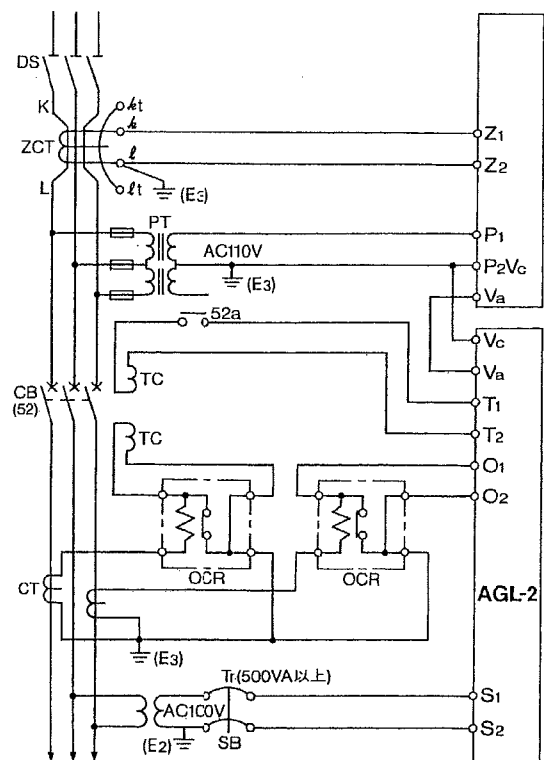 DS
K
kt
k
Z1
ZCT
l
Z2
L
lt
(E3)
PT
P1
AC110V
P2Vc
(E3)
Va
52a
Vc
TC
Va
CB
(52)
T1
TC
T2
O1
O2
OCR
OCR
CT
AGL-2
(E3)
Tr(500VA以上)
S1
AC100V
(E2)
SB
S2